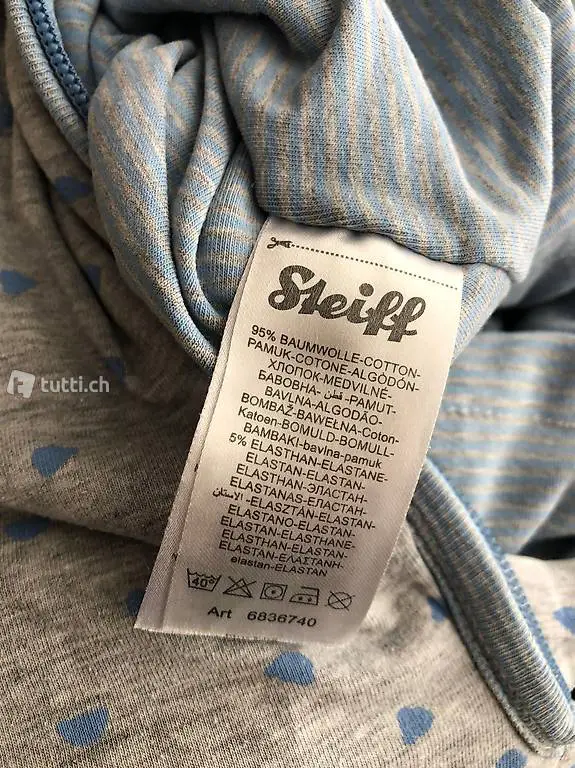 Steiff
95% BAUMWOLLE-COTTON-
PAMUK-COTONE-ALGODÓN-
ХЛОПОК-MEDVILNĖ-
БАВОВНА- قطن -PAMUT-
BAVLNA-ALGODÃO-
BOMBAŽ-BAWEŁNA-Coton-
Katoen-BOMULD-BOMULL-
BAMBAKI-bavlna-pamuk
5% ELASTHAN-ELASTANE-
ELASTAN-ELASTAN-
ELASTHAN-ЭЛАСТАН-
ELASTANAS-ЕЛАСТАН-
الاستان -ELASZTÁN-ELASTAN-
ELASTANO-ELASTAN-
ELASTAN-ELASTHANNE-
ELASTAN-ELASTHANE-
ELASTAN-ΕΛΑΣΤΑΝΗ-
elastan-ELASTAN
40°
Art 6836740
tutti.ch